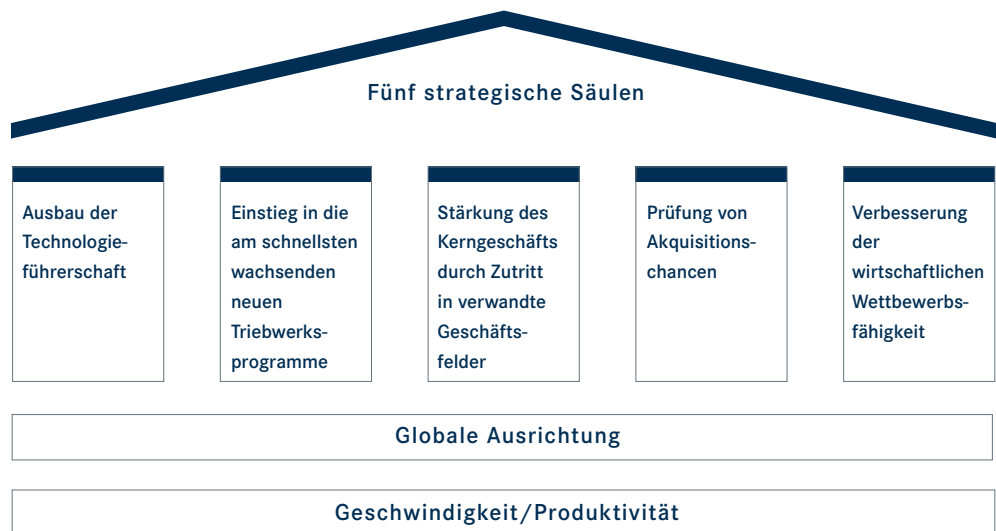 Fünf strategische Säulen
Ausbau der
Technologie-
führerschaft
Einstieg in die
am schnellsten
wachsenden
neuen
Triebwerks-
programme
Stärkung des
Kerngeschäfts
durch Zutritt
in verwandte
Geschäfts-
felder
Prüfung von
Akquisitions-
chancen
Verbesserung
der
wirtschaftlichen
Wettbewerbs-
fähigkeit
Globale Ausrichtung
Geschwindigkeit/Produktivität